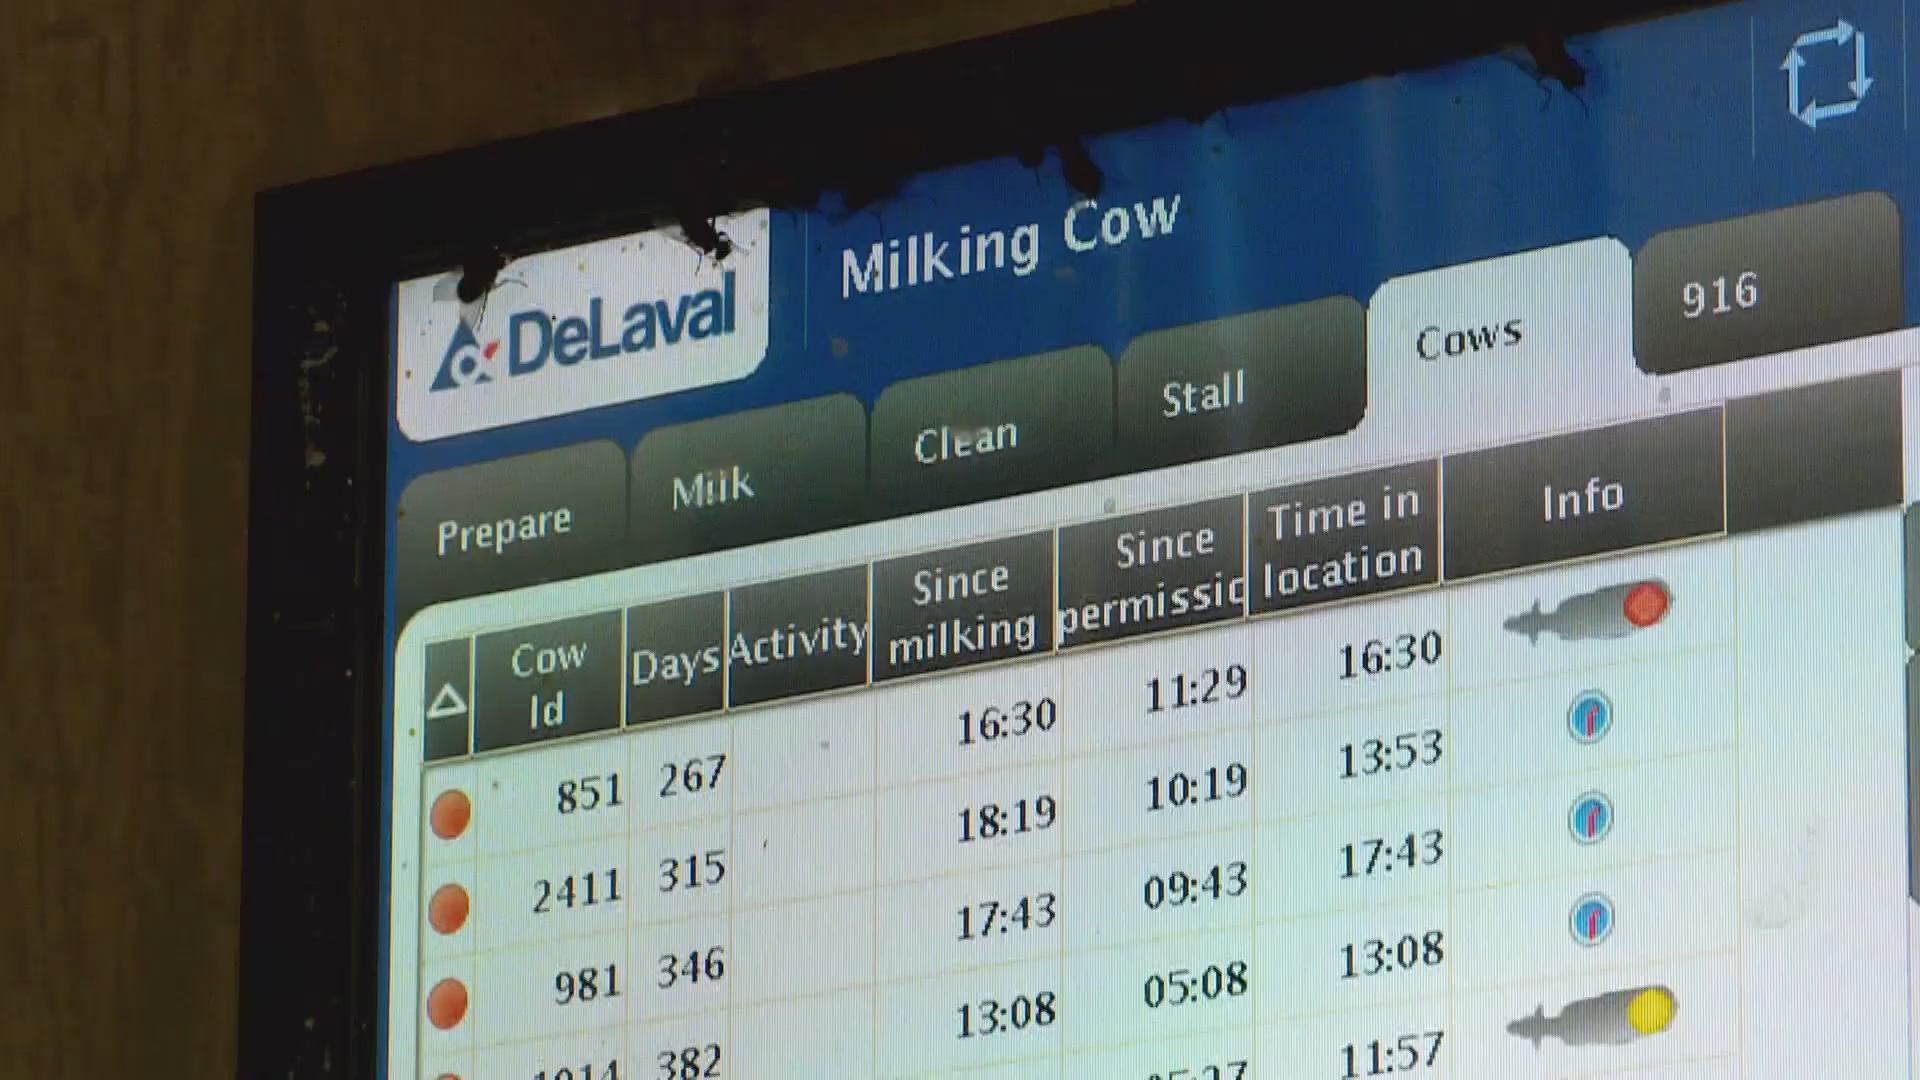 DeLaval
Milking Cow
Prepare Milk Clean Stall Cows 916
Cow Id Days Activity Since milking Since permissio Time in location Info
851 267 16:30 11:29 16:30
2411 315 18:19 10:19 13:53
981 346 17:43 09:43 17:43
382 13:08 05:08 13:08
11:57